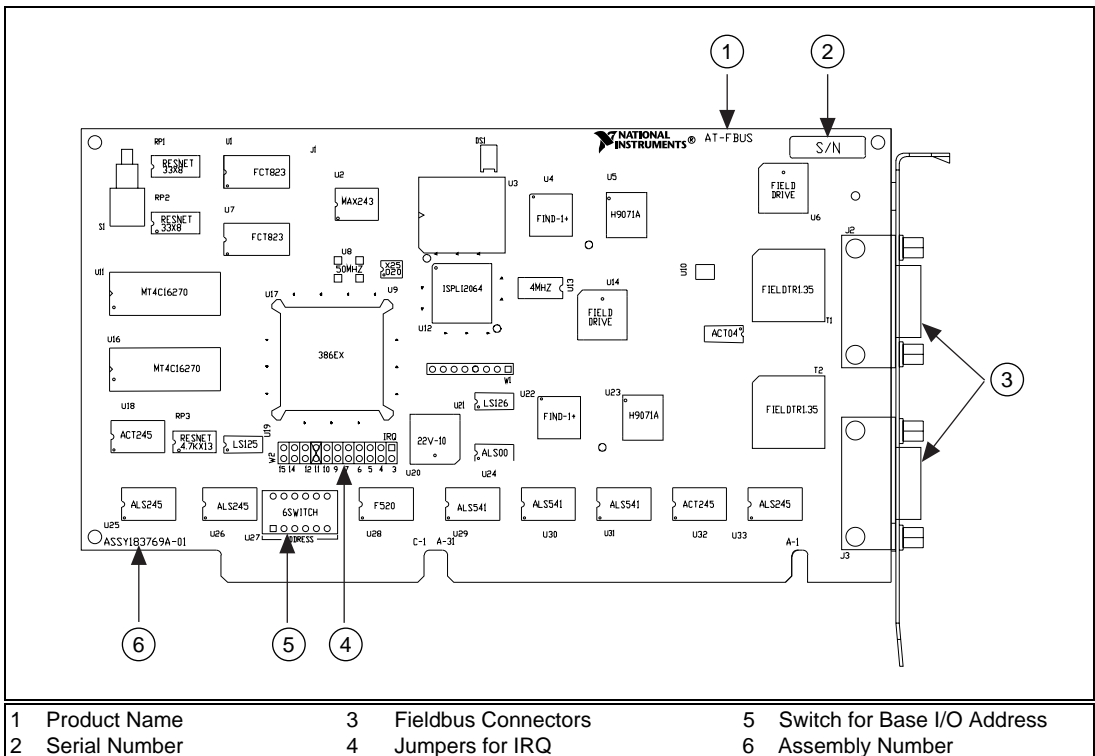 1 2
NATIONAL INSTRUMENTS® AT-FBUS S/N
RP1 U1 J1 DS1
RESNET 33X8 FCT823
U2 MAX243 U3 U4 FIND-1+ U5 H9071A
FIELD DRIVE U6
RP2 U7
S1 RESNET 33X8 FCT823
J2
U8 50MHZ X25 U20
U11 MT4C16270
U17 U9
ISPLI2064 U12
4MHZ U13 U14
FIELD DRIVE
U10
FIELDTR1.35 T1
ACT04
U16 MT4C16270
386EX
W1
3
T2
U18 ACT245
RP3 RESNET 4.7KX13
LS125 U19
U21 LS126
U22 FIND-1+
U23 H9071A
FIELDTR1.35
IRQ
W2
15 14 12 11 10 9 7 6 5 4 3
22V-10 U20
ALS00 U24
ALS245 ALS245 6SWITCH F520 ALS541 ALS541 ALS541 ACT245 ALS245
U25 U26 U27 ADDRESS U28 U29 U30 U31 U32 U33
ASSY183769A-01 C-1 A-31 A-1 J3
6 5 4
1 Product Name 3 Fieldbus Connectors 5 Switch for Base I/O Address
2 Serial Number 4 Jumpers for IRQ 6 Assembly Number